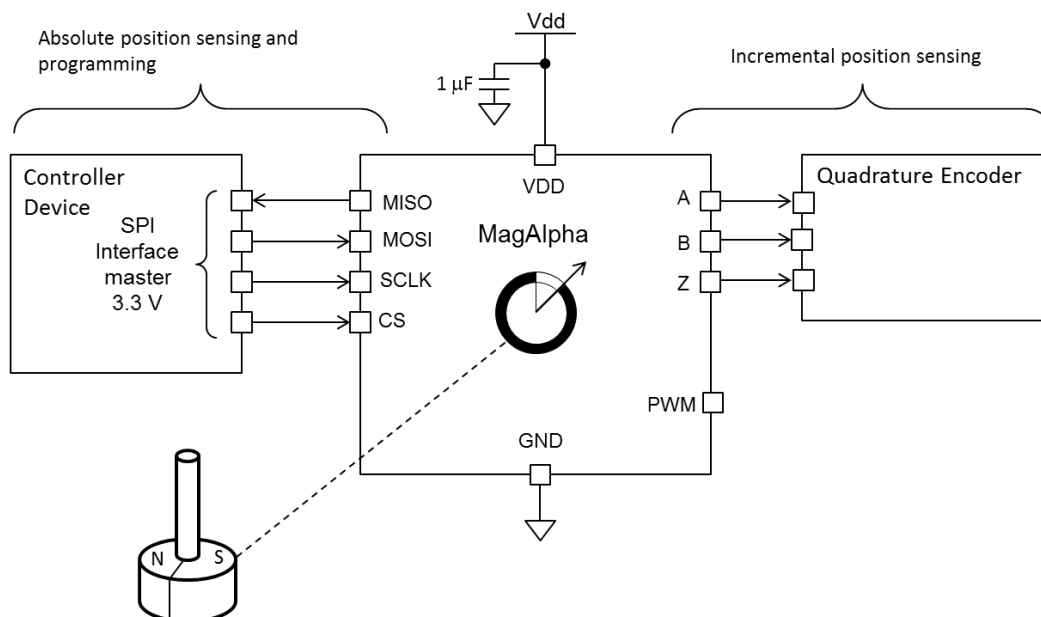 Absolute position sensing and
programming
Vdd
1 μF
Incremental position sensing
Controller
Device
SPI
Interface
master
3.3 V
MISO
MOSI
SCLK
CS
VDD
MagAlpha
A
B
Z
PWM
GND
Quadrature Encoder
N
S